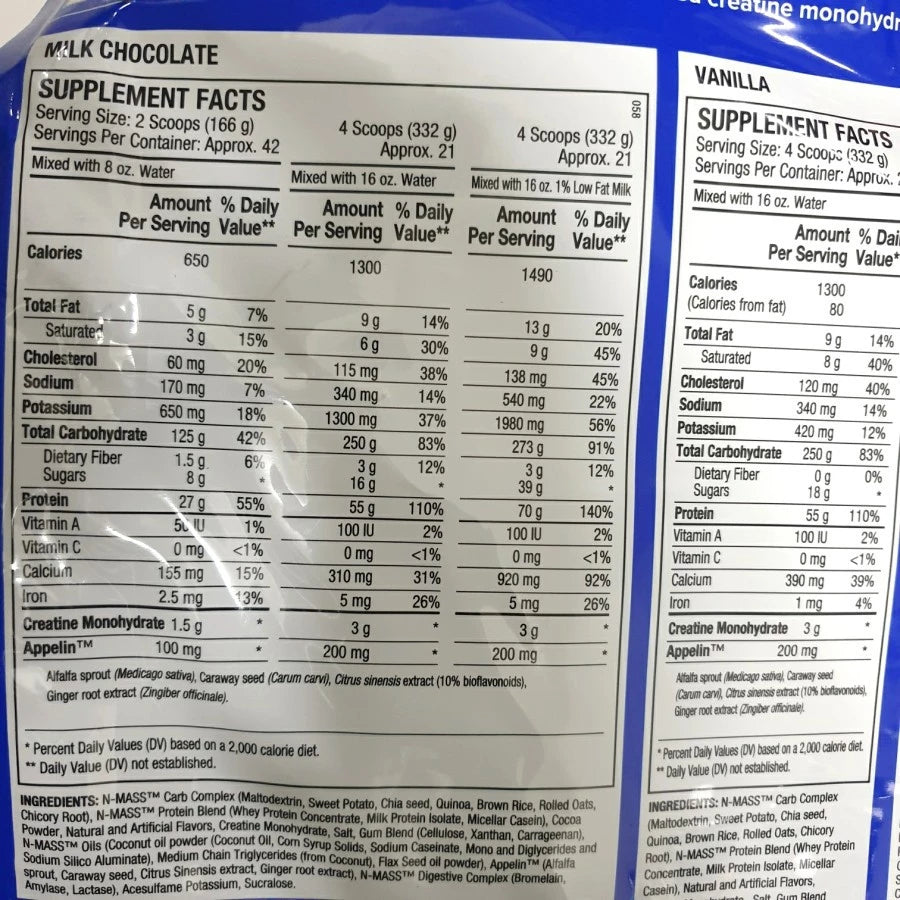 creatine monohydr
MILK CHOCOLATE
SUPPLEMENT FACTS
058
Serving Size: 2 Scoops (166 g) 4 Scoops (332 g) 4 Scoops (332 g)
Servings Per Container: Approx. 42 Approx. 21 Approx. 21
Mixed with 8 oz. Water Mixed with 16 oz. Water Mixed with 16 oz. 1% Low Fat Milk
Amount % Daily Amount % Daily Amount % Daily
Per Serving Value** Per Serving Value** Per Serving Value**
Calories 650 1300 1490
Total Fat 5 g 7% 9 g 14% 13 g 20%
Saturated 3 g 15% 6 g 30% 9 g 45%
Cholesterol 60 mg 20% 115 mg 38% 138 mg 45%
Sodium 170 mg 7% 340 mg 14% 540 mg 22%
Potassium 650 mg 18% 1300 mg 37% 1980 mg 56%
Total Carbohydrate 125 g 42% 250 g 83% 273 g 91%
Dietary Fiber 1.5 g 6% 3 g 12% 3 g 12%
Sugars 8 g * 16 g * 39 g *
Protein 27 g 55% 55 g 110% 70 g 140%
Vitamin A 50 IU 1% 100 IU 2% 100 IU 2%
Vitamin C 0 mg <1% 0 mg <1% 0 mg <1%
Calcium 155 mg 15% 310 mg 31% 920 mg 92%
Iron 2.5 mg 13% 5 mg 26% 5 mg 26%
Creatine Monohydrate 1.5 g * 3 g * 3 g *
Appelin™ 100 mg * 200 mg * 200 mg *
Alfalfa sprout (Medicago sativa), Caraway seed (Carum carvi), Citrus sinensis extract (10% bioflavonoids),
Ginger root extract (Zingiber officinale).
* Percent Daily Values (DV) based on a 2,000 calorie diet.
** Daily Value (DV) not established.
INGREDIENTS: N-MASS™ Carb Complex (Maltodextrin, Sweet Potato, Chia seed, Quinoa, Brown Rice, Rolled Oats,
Chicory Root), N-MASS™ Protein Blend (Whey Protein Concentrate, Milk Protein Isolate, Micellar Casein), Cocoa
Powder, Natural and Artificial Flavors, Creatine Monohydrate, Salt, Gum Blend (Cellulose, Xanthan, Carrageenan),
N-MASS™ Oils (Coconut oil powder (Coconut Oil, Corn Syrup Solids, Sodium Caseinate, Mono and Diglycerides and
Sodium Silico Aluminate), Medium Chain Triglycerides (from Coconut), Flax Seed oil powder), Appelin™ (Alfalfa
sprout, Caraway seed, Citrus Sinensis extract, Ginger root extract), N-MASS™ Digestive Complex (Bromelain,
Amylase, Lactase), Acesulfame Potassium, Sucralose.
VANILLA
SUPPLEMENT FACTS
Serving Size: 4 Scoops (332 g)
Servings Per Container: Approx.
Mixed with 16 oz. Water
Amount % Dai
Per Serving Value*
Calories 1300
(Calories from fat) 80
Total Fat 9 g 14%
Saturated 8 g 40%
Cholesterol 120 mg 40%
Sodium 340 mg 14%
Potassium 420 mg 12%
Total Carbohydrate 250 g 83%
Dietary Fiber 0 g 0%
Sugars 18 g *
Protein 55 g 110%
Vitamin A 100 IU 2%
Vitamin C 0 mg <1%
Calcium 390 mg 39%
Iron 1 mg 4%
Creatine Monohydrate 3 g *
Appelin™ 200 mg *
Alfalfa sprout (Medicago sativa), Caraway seed
(Carum carvi), Citrus sinensis extract (10% bioflavonoids),
Ginger root extract (Zingiber officinale).
* Percent Daily Values (DV) based on a 2,000 calorie diet.
** Daily Value (DV) not established.
INGREDIENTS: N-MASS™ Carb Complex
(Maltodextrin, Sweet Potato, Chia seed,
Quinoa, Brown Rice, Rolled Oats, Chicory
Root), N-MASS™ Protein Blend (Whey Protein
Concentrate, Milk Protein Isolate, Micellar
Casein), Natural and Artificial Flavors,
Salt, Gum Blend